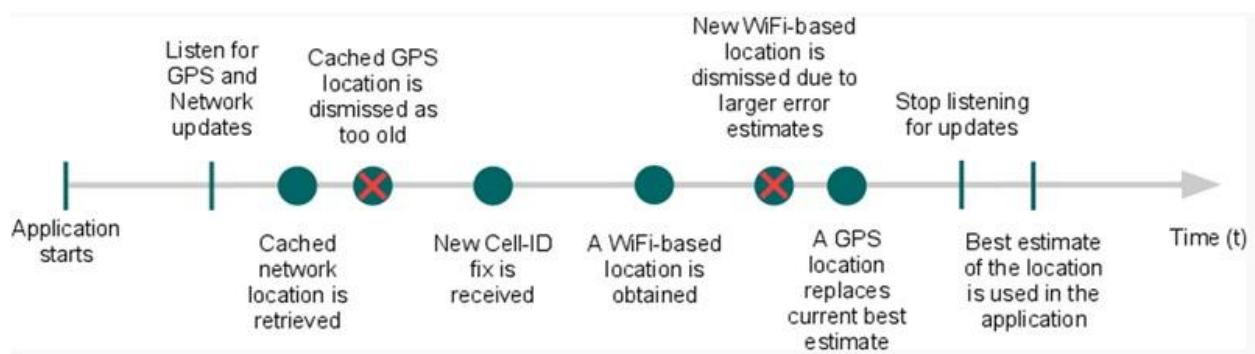 Application
starts
Listen for
GPS and
Network
updates
Cached
network
location is
retrieved
Cached GPS
location is
dismissed as
too old
New Cell-ID
fix is
received
A WiFi-based
location is
obtained
New WiFi-based
location is
dismissed due to
larger error
estimates
A GPS
location
replaces
current best
estimate
Stop listening
for updates
Best estimate
of the location
is used in the
application
Time (t)